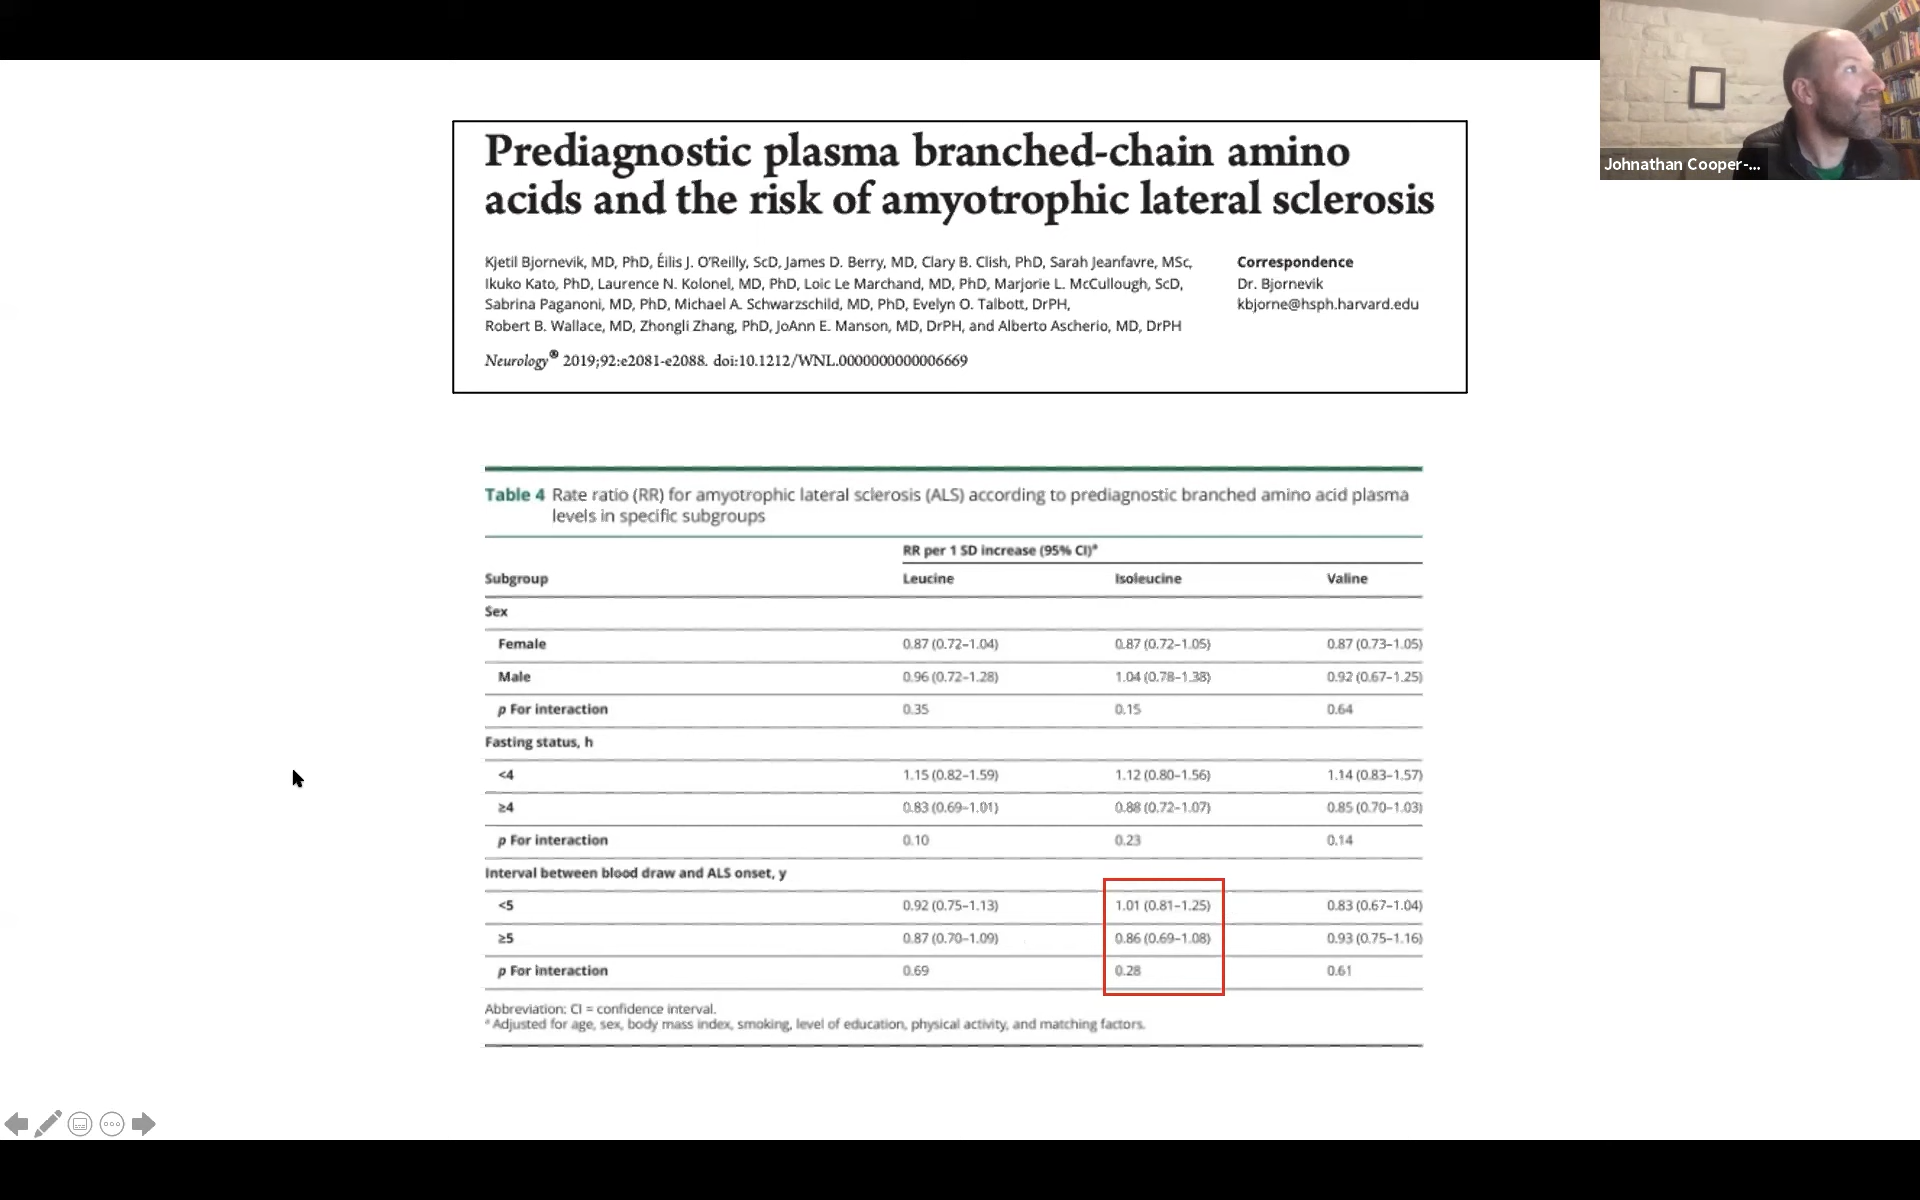 Johnathan Cooper-...
Prediagnostic plasma branched-chain amino
acids and the risk of amyotrophic lateral sclerosis
Kjetil Bjornevik, MD, PhD, Éilis J. O'Reilly, ScD, James D. Berry, MD, Clary B. Clish, PhD, Sarah Jeanfavre, MSc,
Ikuko Kato, PhD, Laurence N. Kolonel, MD, PhD, Loic Le Marchand, MD, PhD, Marjorie L. McCullough, ScD,
Sabrina Paganoni, MD, PhD, Michael A. Schwarzschild, MD, PhD, Evelyn O. Talbott, DrPH,
Robert B. Wallace, MD, Zhongli Zhang, PhD, JoAnn E. Manson, MD, DrPH, and Alberto Ascherio, MD, DrPH
Correspondence
Dr. Bjornevik
kbjorne@hsph.harvard.edu
Neurology® 2019;92:e2081-e2088. doi:10.1212/WNL.0000000000006669
Table 4 Rate ratio (RR) for amyotrophic lateral sclerosis (ALS) according to prediagnostic branched amino acid plasma
levels in specific subgroups
RR per 1 SD increase (95% CI)ª
Subgroup Leucine Isoleucine Valine
Sex
Female 0.87 (0.72–1.04) 0.87 (0.72–1.05) 0.87 (0.73–1.05)
Male 0.96 (0.72–1.28) 1.04 (0.78–1.38) 0.92 (0.67–1.25)
p For interaction 0.35 0.15 0.64
Fasting status, h
<4 1.15 (0.82–1.59) 1.12 (0.80–1.56) 1.14 (0.83–1.57)
≥4 0.83 (0.69–1.01) 0.88 (0.72–1.07) 0.85 (0.70–1.03)
p For interaction 0.10 0.23 0.14
Interval between blood draw and ALS onset, y
<5 0.92 (0.75–1.13) 1.01 (0.81–1.25) 0.83 (0.67–1.04)
≥5 0.87 (0.70–1.09) 0.86 (0.69–1.08) 0.93 (0.75–1.16)
p For interaction 0.69 0.28 0.61
Abbreviation: CI = confidence interval.
ª Adjusted for age, sex, body mass index, smoking, level of education, physical activity, and matching factors.